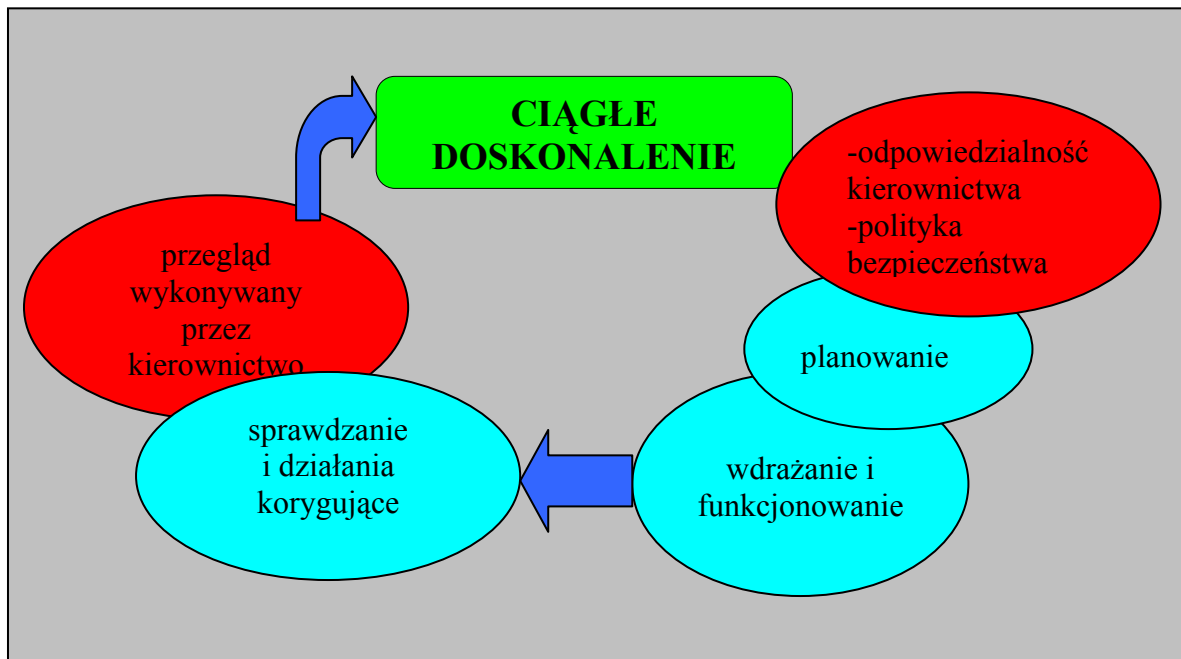 CIĄGŁE
DOSKONALENIE
-odpowiedzialność
kierownictwa
-polityka
bezpieczeństwa
planowanie
wdrażanie i
funkcjonowanie
sprawdzanie
i działania
korygujące
przegląd
wykonywany
przez
kierownictwo